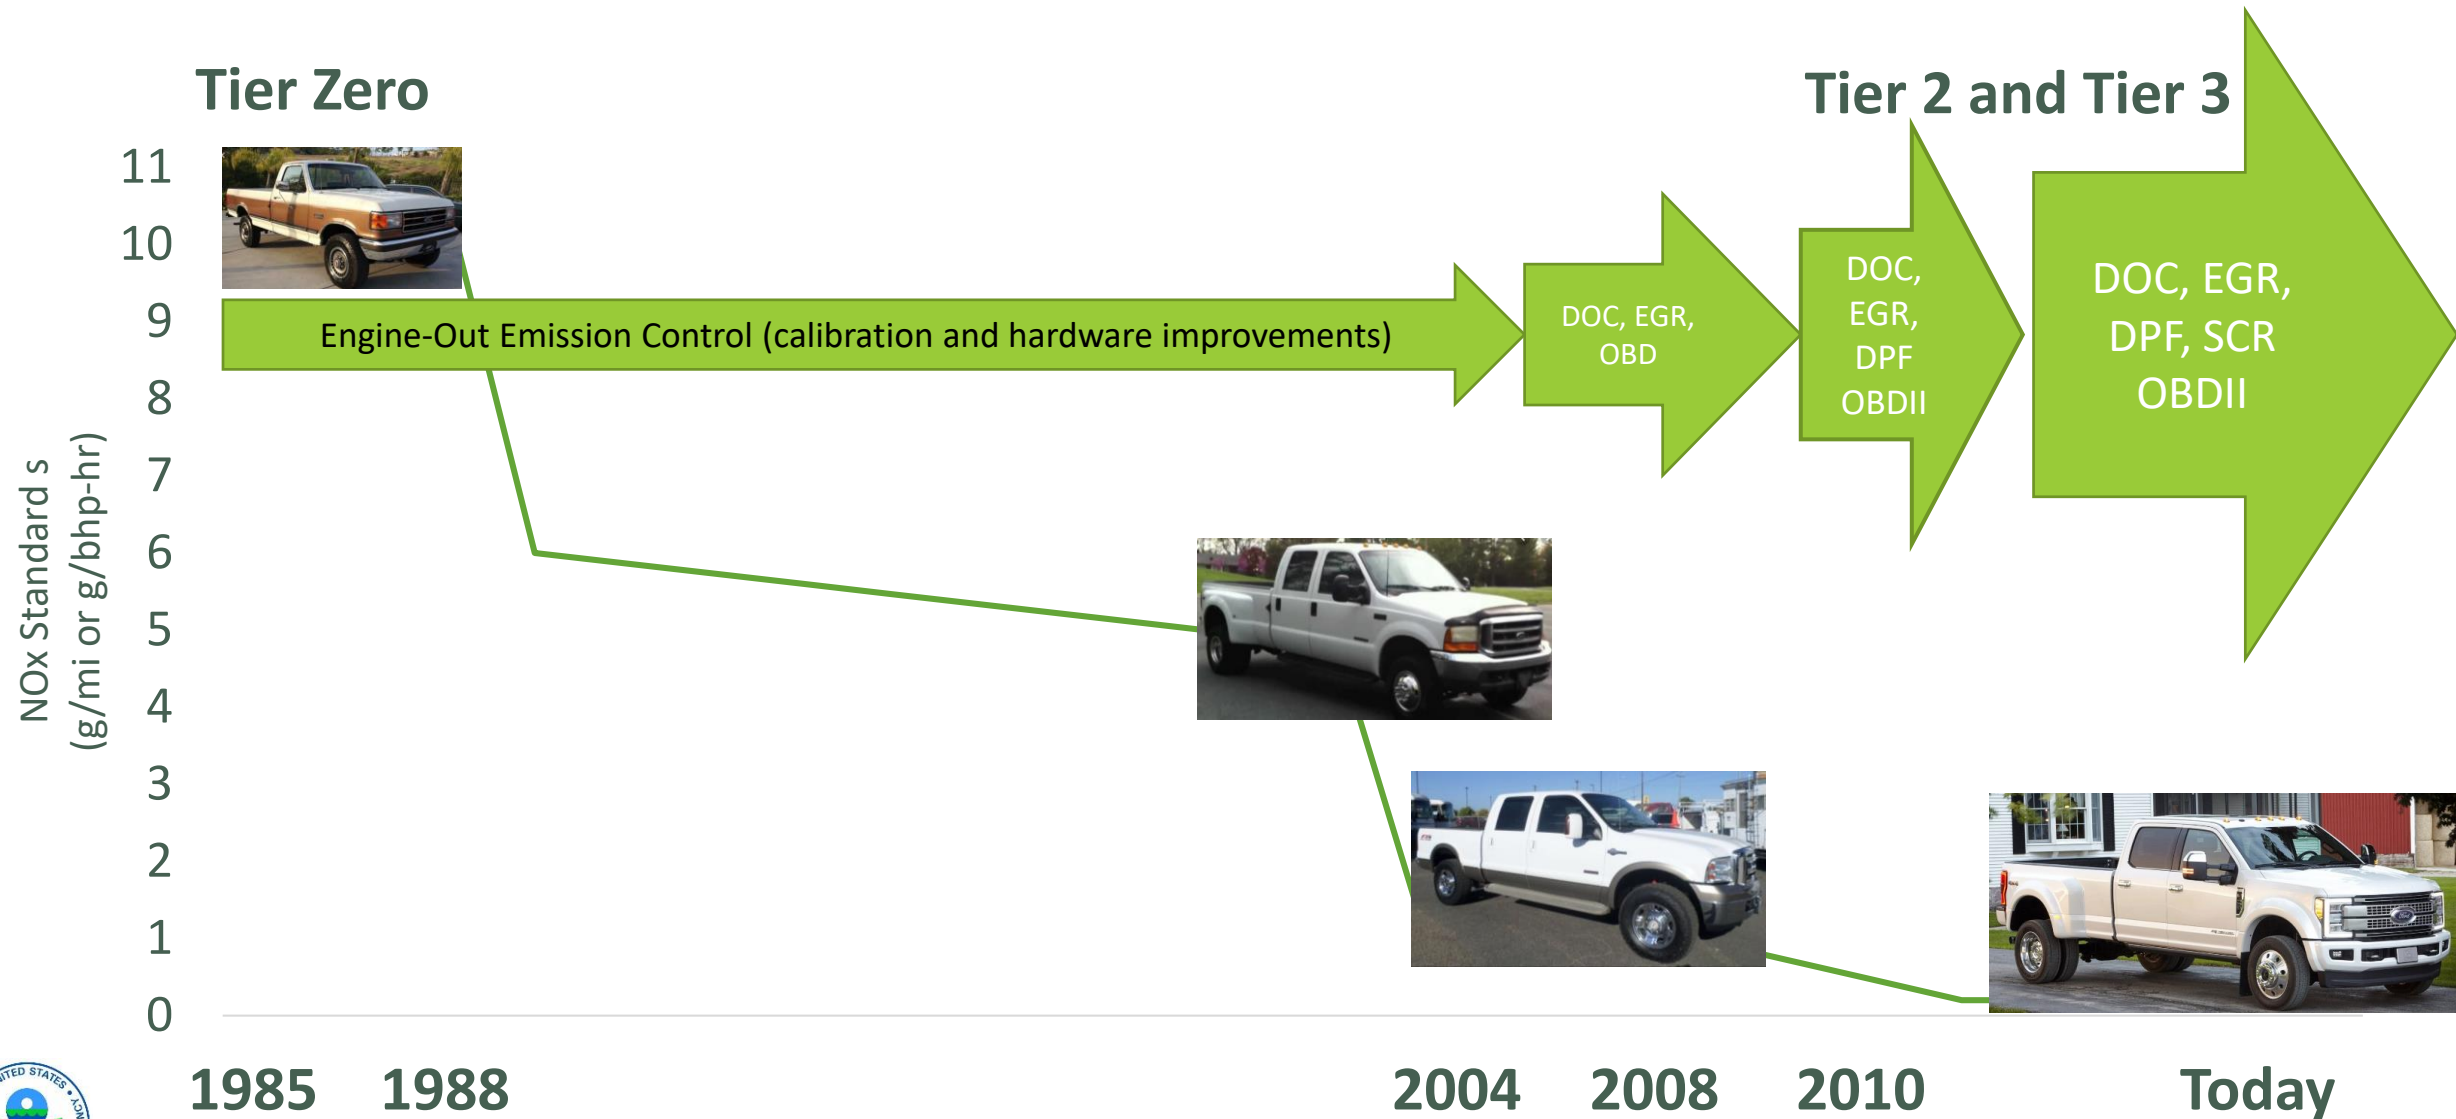 Tier Zero
Tier 2 and Tier 3
11
10
9
8
7
6
5
4
3
2
1
0
NOx Standard s
(g/mi or g/bhp-hr)
Engine-Out Emission Control (calibration and hardware improvements)
DOC, EGR,
OBD
DOC,
EGR,
DPF
OBDII
DOC, EGR,
DPF, SCR
OBDII
1985
1988
2004
2008
2010
Today
UNITED STATES